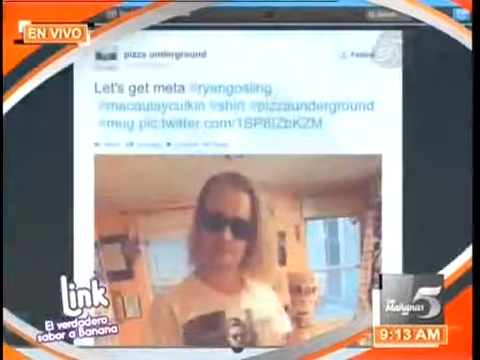 EN VIVO
pizza underground
Let's get meta #ryangosling
#macaulayculkin #shirt #pizzaunderground
#mug pic.twitter.com/1SP8IZbKZM
Link
El verdadero
sabor a Banana
Las
Mañanas 5
9:13 AM